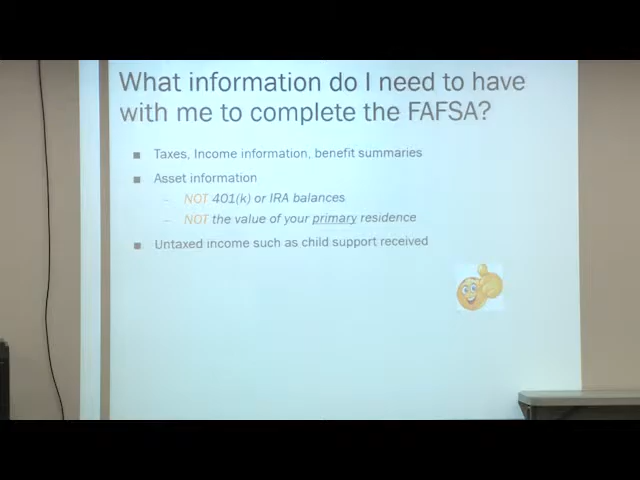 What information do I need to have
with me to complete the FAFSA?
Taxes, Income information, benefit summaries
Asset information
NOT 401(k) or IRA balances
NOT the value of your primary residence
Untaxed income such as child support received